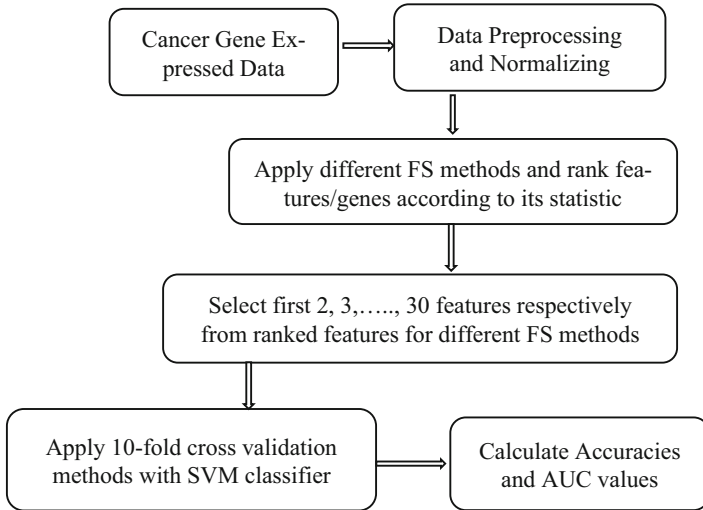 Cancer Gene Ex-
pressed Data
Data Preprocessing
and Normalizing
Apply different FS methods and rank fea-
tures/genes according to its statistic
Select first 2, 3,….., 30 features respectively
from ranked features for different FS methods
Apply 10-fold cross validation
methods with SVM classifier
Calculate Accuracies
and AUC values